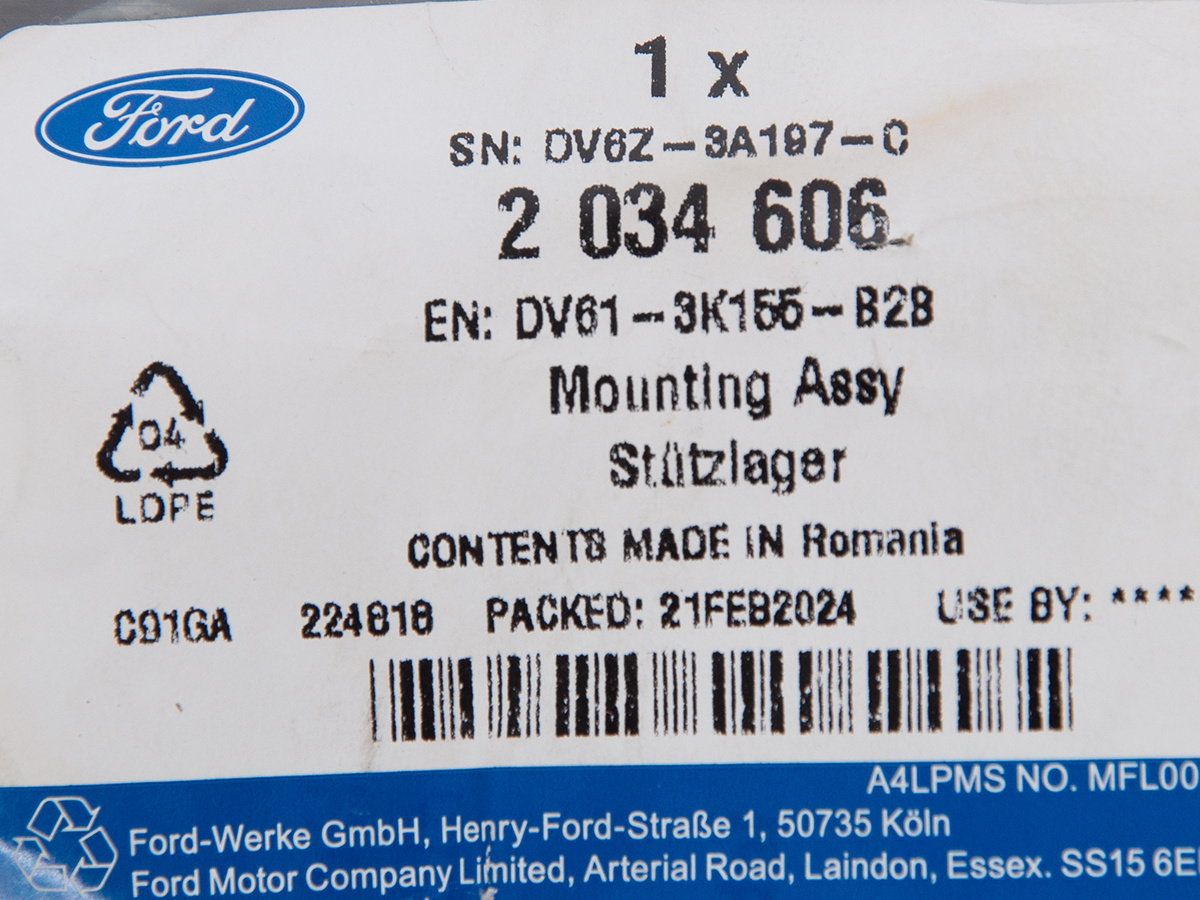 Ford
1 x
SN: DV6Z-3A197-C
2 034 606
EN: DV61-3K155-B2B
Mounting Assy
Stützlager
04
LDPE
CONTENTS MADE IN Romania
C91GA 224818 PACKED: 21FEB2024 USE BY: ****
A4LPMS NO. MFL00
Ford-Werke GmbH, Henry-Ford-Straße 1, 50735 Köln
Ford Motor Company Limited, Arterial Road, Laindon, Essex. SS15 6E